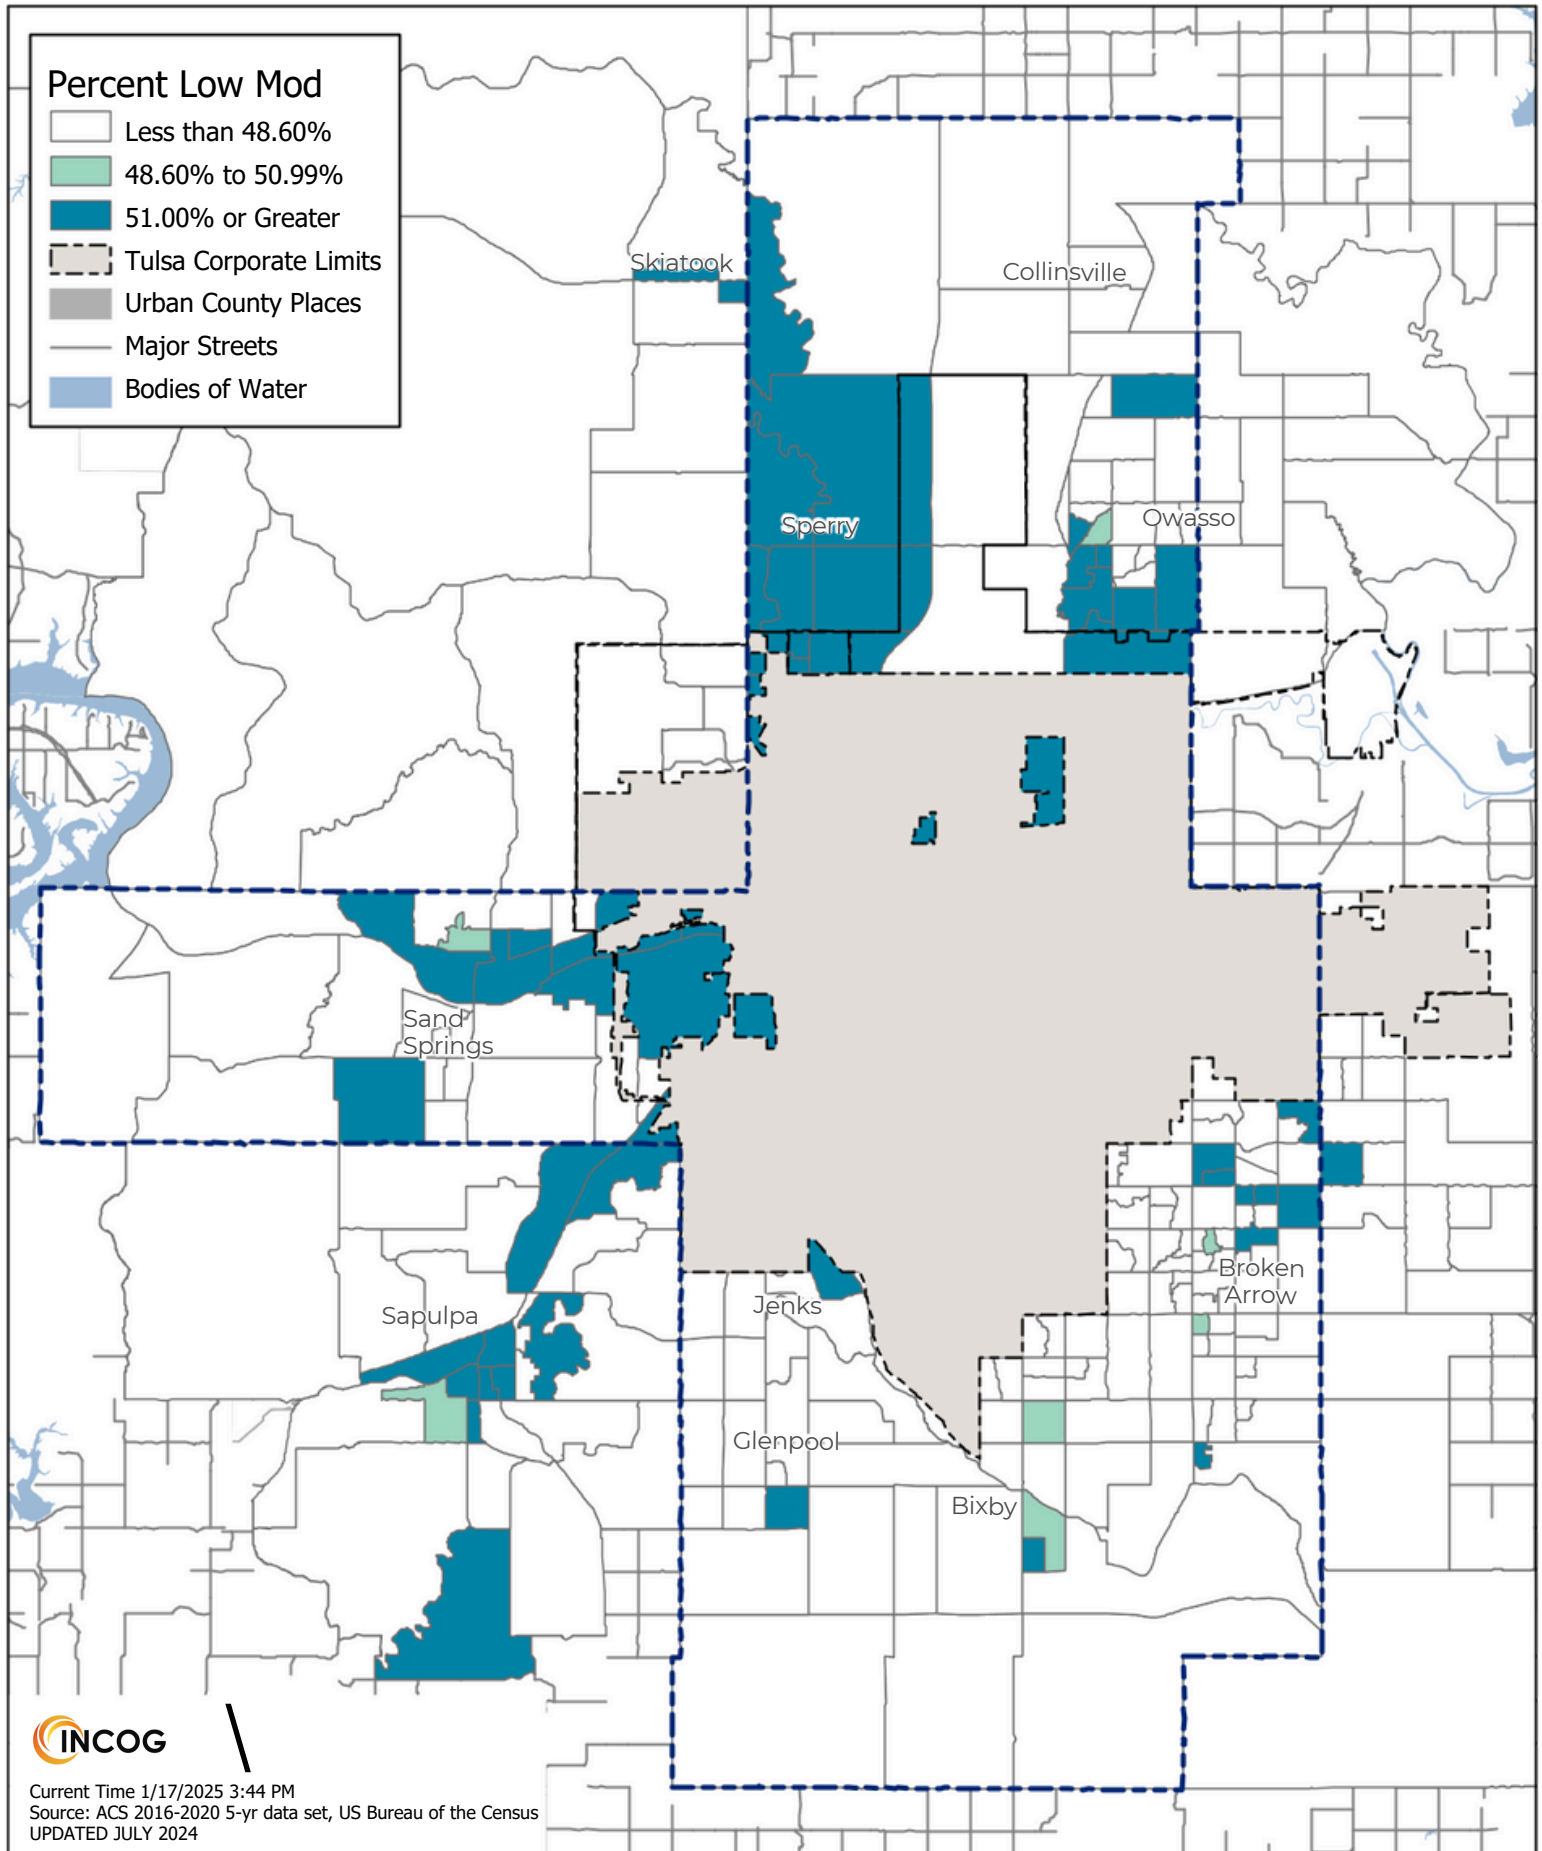 Percent Low Mod
Less than 48.60%
48.60% to 50.99%
51.00% or Greater
Tulsa Corporate Limits
Urban County Places
Major Streets
Bodies of Water
Skiatook
Collinsville
Sperry
Owasso
Sand
Springs
Broken
Arrow
Jenks
Sapulpa
Glenpool
Bixby
INCOG
Current Time 1/17/2025 3:44 PM
Source: ACS 2016-2020 5-yr data set, US Bureau of the Census
UPDATED JULY 2024